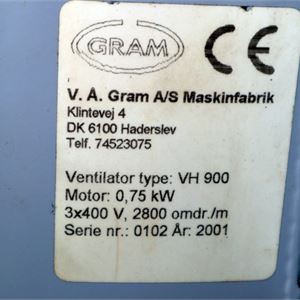 GRAM
CE
V. A. Gram A/S Maskinfabrik
Klintevej 4
DK 6100 Haderslev
Telf. 74523075
Ventilator type: VH 900
Motor: 0,75 kW
3x400 V, 2800 omdr./m
Serie nr.: 0102 År: 2001